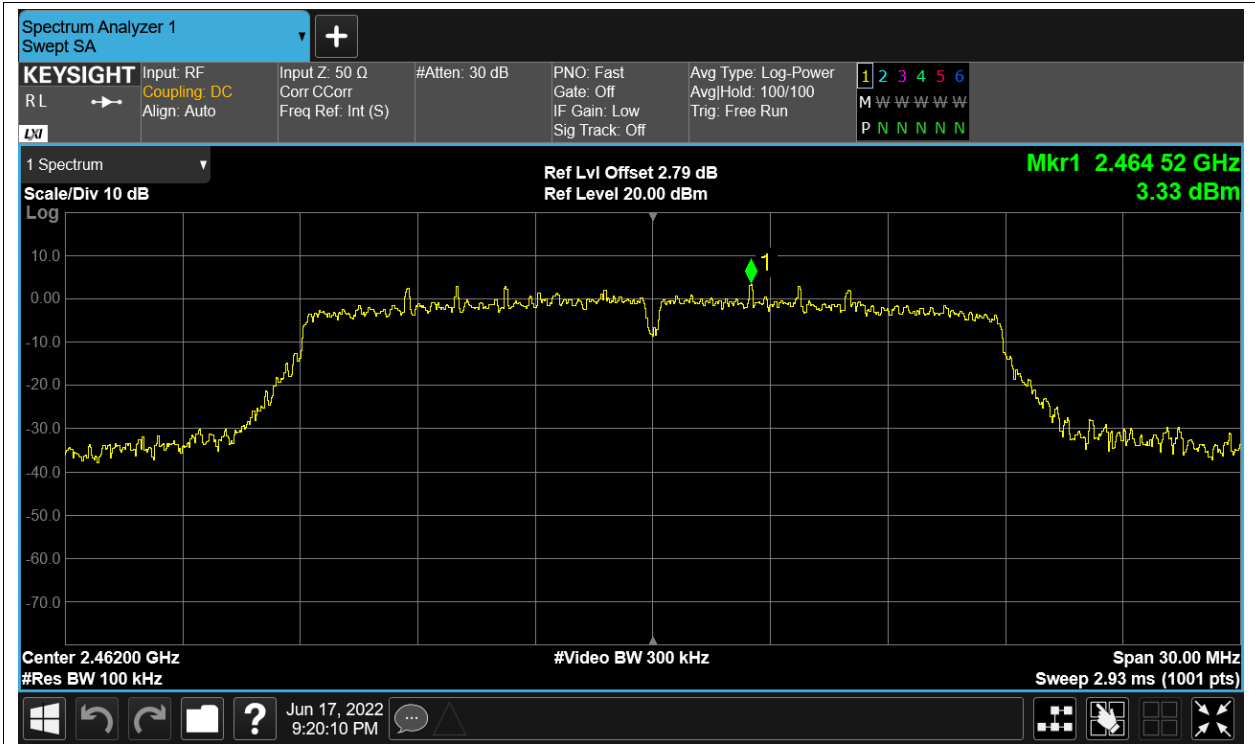 Spectrum Analyzer 1
Swept SA
KEYSIGHT
R L
LXI
Input: RF
Coupling: DC
Align: Auto
Input Z: 50 Ω
Corr CCorr
Freq Ref: Int (S)
#Atten: 30 dB
PNO: Fast
Gate: Off
IF Gain: Low
Sig Track: Off
Avg Type: Log-Power
Avg|Hold: 100/100
Trig: Free Run
1 2 3 4 5 6
M W W W W W
P N N N N N
1 Spectrum
Scale/Div 10 dB
Log
Ref Lvl Offset 2.79 dB
Ref Level 20.00 dBm
Mkr1 2.464 52 GHz
3.33 dBm
1
10.0
0.00
-10.0
-20.0
-30.0
-40.0
-50.0
-60.0
-70.0
Center 2.46200 GHz
#Res BW 100 kHz
#Video BW 300 kHz
Span 30.00 MHz
Sweep 2.93 ms (1001 pts)
?
Jun 17, 2022
9:20:10 PM